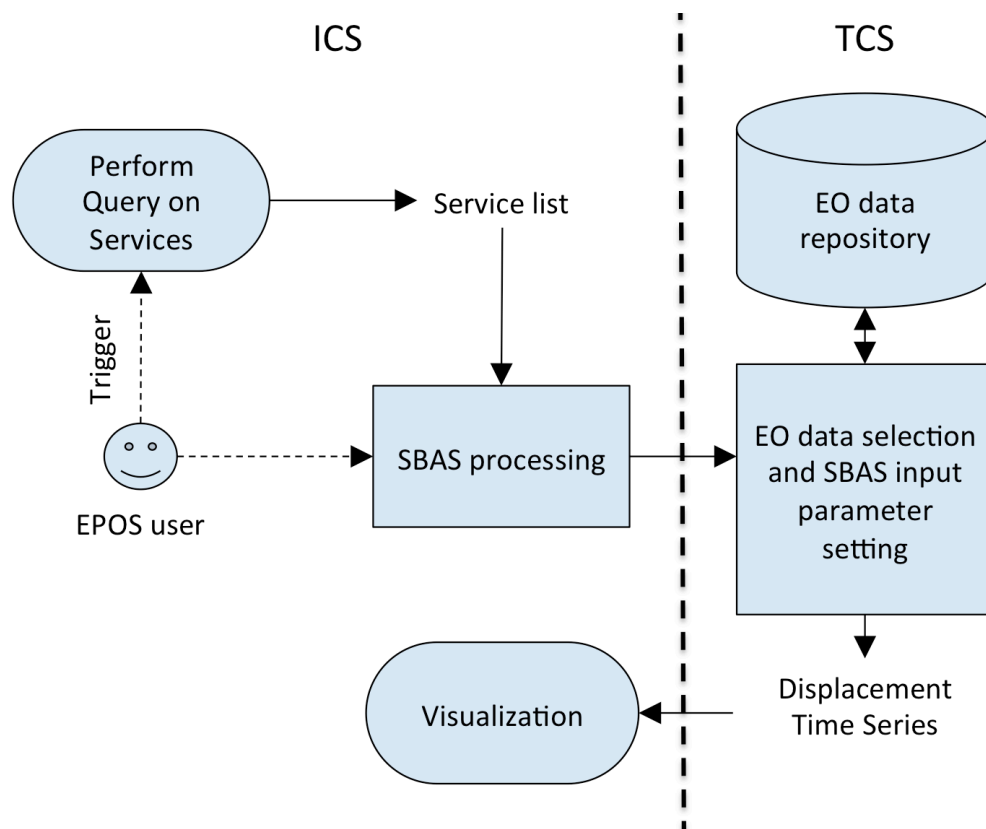 ICS
TCS
Perform
Query on
Services
Service list
EO data
repository
Trigger
EPOS user
SBAS processing
EO data selection
and SBAS input
parameter
setting
Visualization
Displacement
Time Series